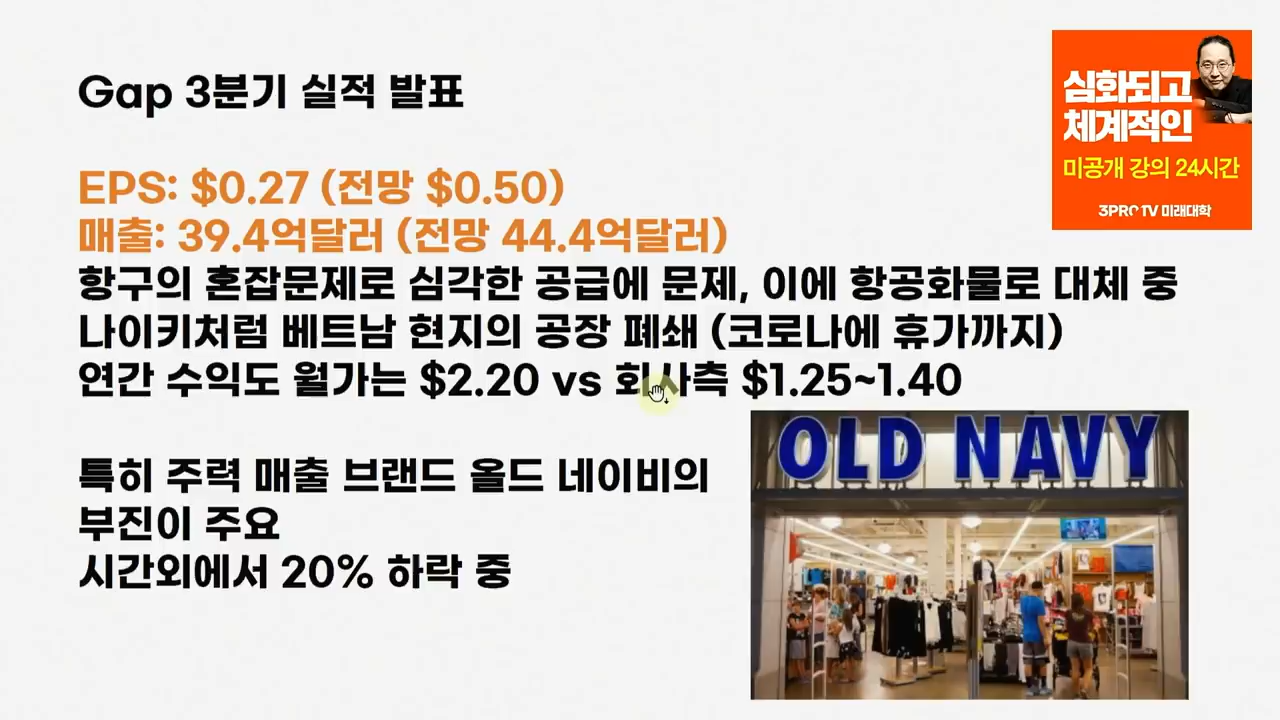 Gap 3분기 실적 발표
심화되고
체계적인
미공개 강의 24시간
3PRO TV 미래대학
EPS: $0.27 (전망 $0.50)
매출: 39.4억달러 (전망 44.4억달러)
항구의 혼잡문제로 심각한 공급에 문제, 이에 항공화물로 대체 중
나이키처럼 베트남 현지의 공장 폐쇄 (코로나에 휴가까지)
연간 수익도 월가는 $2.20 vs 회사측 $1.25~1.40
특히 주력 매출 브랜드 올드 네이비의
부진이 주요
시간외에서 20% 하락 중
OLD NAVY